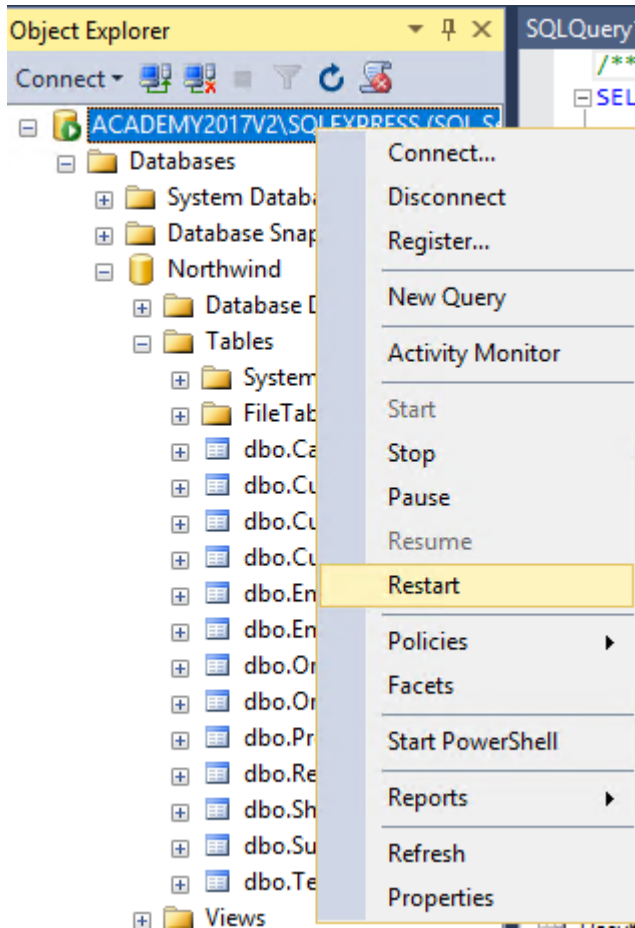 Object Explorer
SQLQuery
Connect
/**
SEL
ACADEMY2017V2\SQLEXPRESS (SQL Se
Databases
System Databa
Database Snap
Northwind
Database D
Tables
System
FileTab
dbo.Ca
dbo.Cu
dbo.Cu
dbo.Cu
dbo.Em
dbo.Em
dbo.Or
dbo.Or
dbo.Pr
dbo.Re
dbo.Sh
dbo.Su
dbo.Te
Views
Connect...
Disconnect
Register...
New Query
Activity Monitor
Start
Stop
Pause
Resume
Restart
Policies
Facets
Start PowerShell
Reports
Refresh
Properties